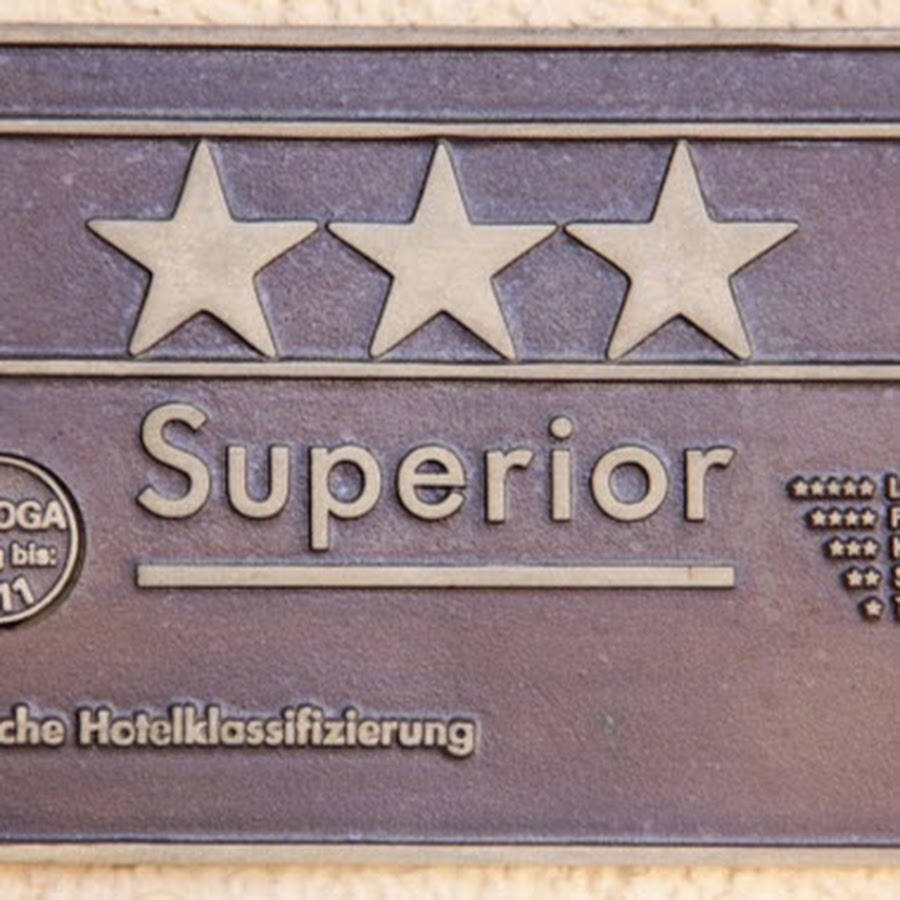 Superior
OGA
bis:
11
che Hotelklassifizierung